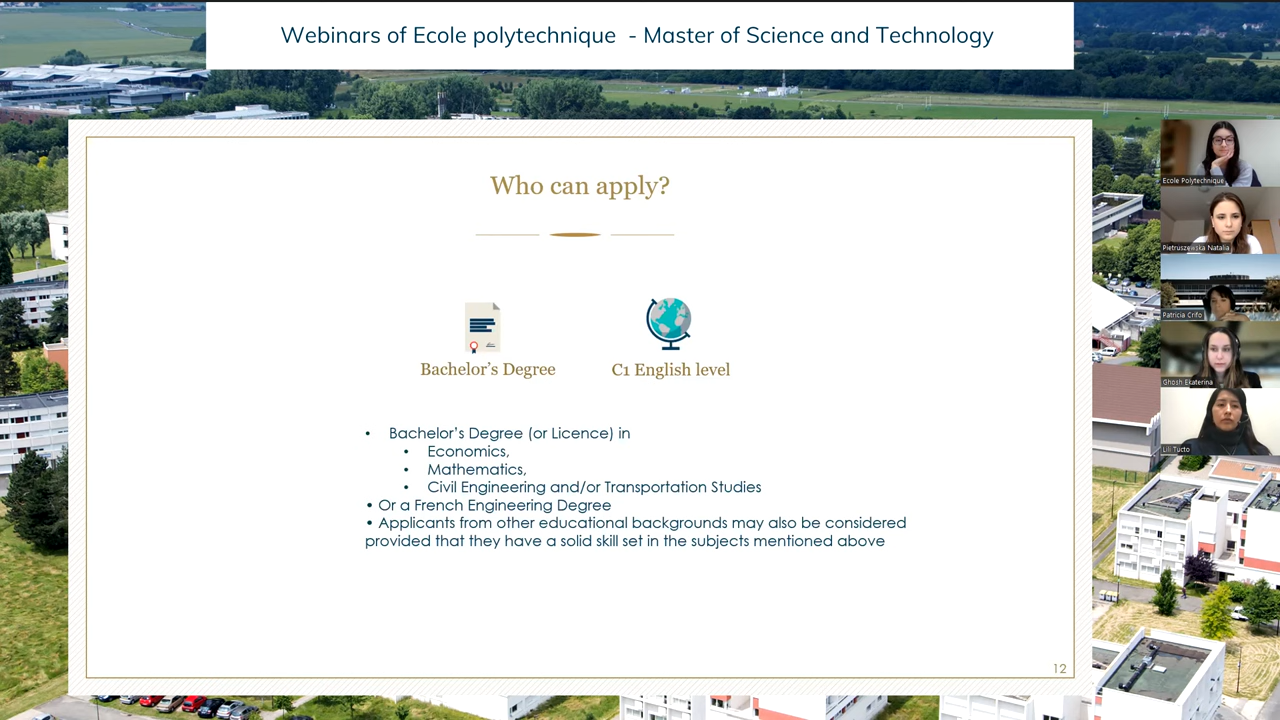 Webinars of Ecole polytechnique - Master of Science and Technology
Who can apply?
Bachelor's Degree
C1 English level
• Bachelor's Degree (or Licence) in
• Economics,
• Mathematics,
• Civil Engineering and/or Transportation Studies
• Or a French Engineering Degree
• Applicants from other educational backgrounds may also be considered
provided that they have a solid skill set in the subjects mentioned above
12
Ecole Polytechnique
Pietruszewska Natalia
Patricia Crifo
Ghosh Ekaterina
Lili Tucto